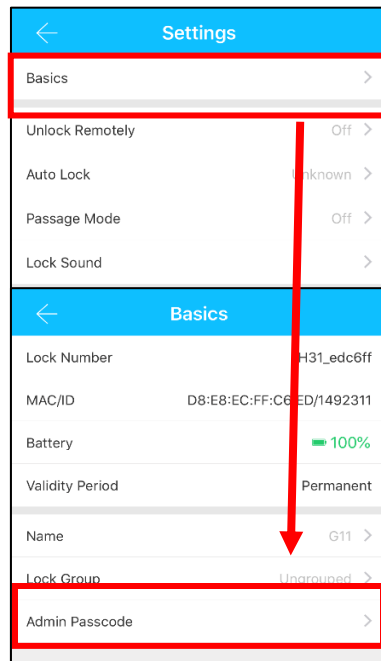 Settings
Basics
Unlock Remotely Off
Auto Lock Unknown
Passage Mode Off
Lock Sound
Basics
Lock Number H31_edc6ff
MAC/ID D8:E8:EC:FF:C6:ED/1492311
Battery 100%
Validity Period Permanent
Name G11
Lock Group Ungrouped
Admin Passcode